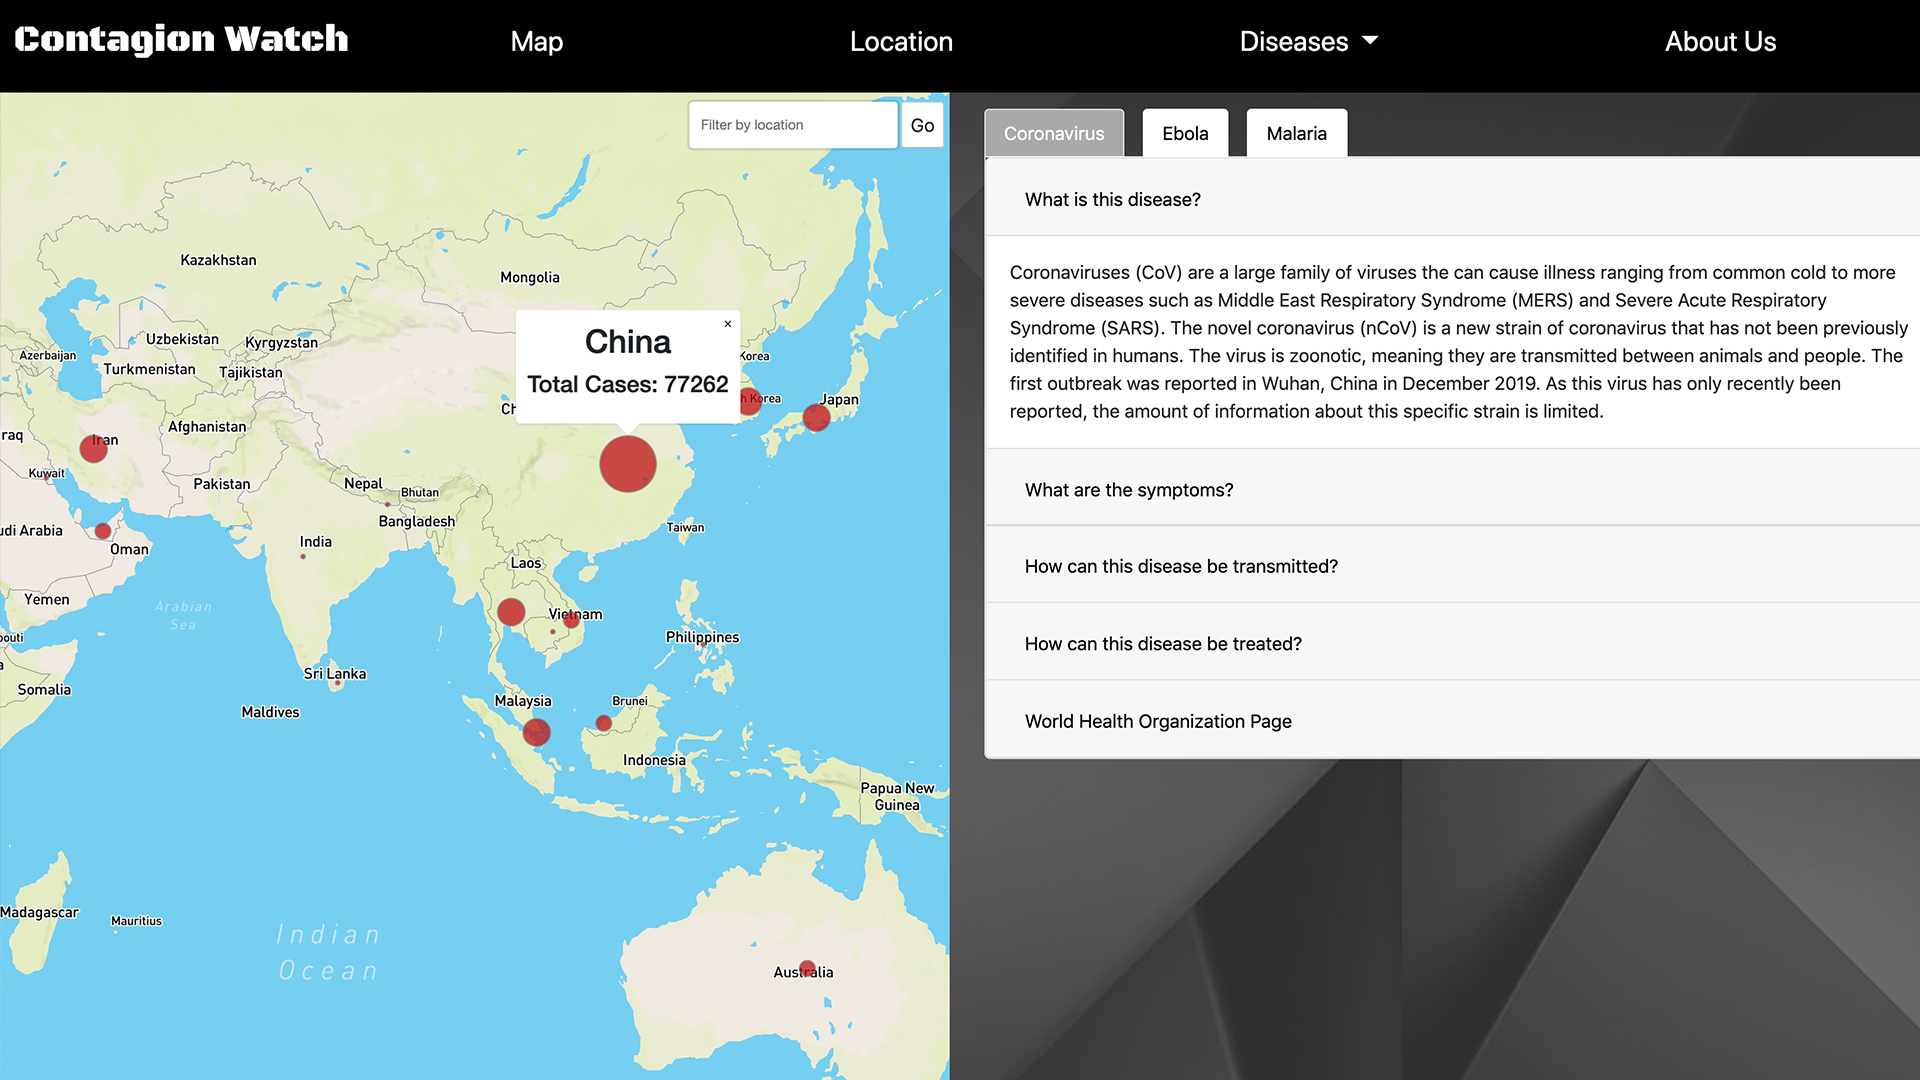 Contagion Watch
Map
Location
Diseases
About Us
Filter by location
Go
Kazakhstan
Mongolia
Uzbekistan
Kyrgyzstan
Azerbaijan
Turkmenistan
Tajikistan
×
China
Total Cases: 77262
Korea
h Korea
Japan
Ch
Afghanistan
raq
Iran
Kuwait
Pakistan
Nepal
Bhutan
Bangladesh
Taiwan
udi Arabia
Oman
India
Laos
Yemen
Arabian
Sea
Vietnam
Philippines
outi
a
Somalia
Sri Lanka
Maldives
Malaysia
Brunei
Indonesia
Papua New
Guinea
Madagascar
Mauritius
Indian
Ocean
Australia
Coronavirus
Ebola
Malaria
What is this disease?
Coronaviruses (CoV) are a large family of viruses the can cause illness ranging from common cold to more
severe diseases such as Middle East Respiratory Syndrome (MERS) and Severe Acute Respiratory
Syndrome (SARS). The novel coronavirus (nCoV) is a new strain of coronavirus that has not been previously
identified in humans. The virus is zoonotic, meaning they are transmitted between animals and people. The
first outbreak was reported in Wuhan, China in December 2019. As this virus has only recently been
reported, the amount of information about this specific strain is limited.
What are the symptoms?
How can this disease be transmitted?
How can this disease be treated?
World Health Organization Page